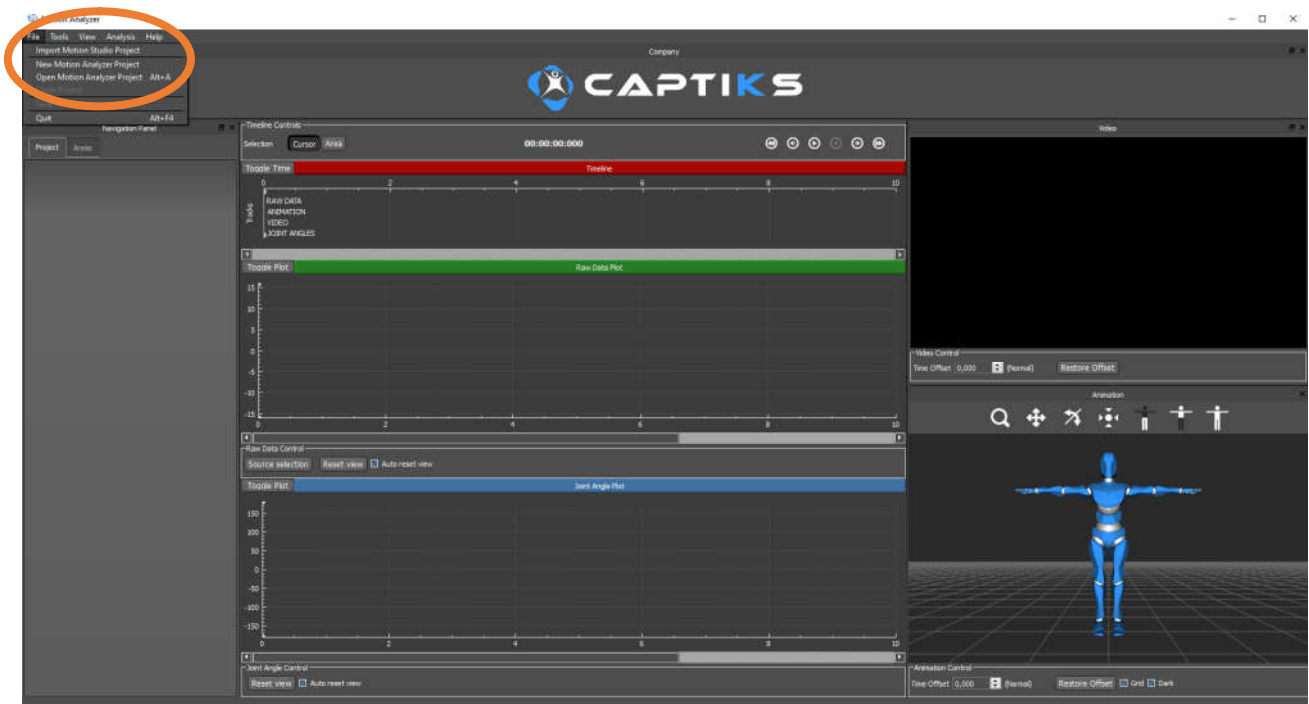 Motion Analyzer
File Tools View Analysis Help
Import Motion Studio Project
New Motion Analyzer Project
Open Motion Analyzer Project Alt+A
Quit Alt+F4
Company
CAPTIKS
Navigation Panel
Project Areas
Timeline Controls
Selection Cursor Area 00:00:00:000
Toggle Time Timeline
0 2 4 6 8 10
Tracks
RAW DATA
ANIMATION
VIDEO
JOINT ANGLES
Toggle Plot Raw Data Plot
15
10
5
0
-5
-10
-15
0 2 4 6 8 10
Raw Data Control
Source selection Reset view Auto reset view
Toggle Plot Joint Angle Plot
150
100
50
0
-50
-100
-150
0 2 4 6 8 10
Joint Angle Control
Reset view Auto reset view
Video
Video Control
Time Offset 0,000 (Normal) Restore Offset
Animation
Animation Control
Time Offset 0,000 (Normal) Restore Offset Grid Dark